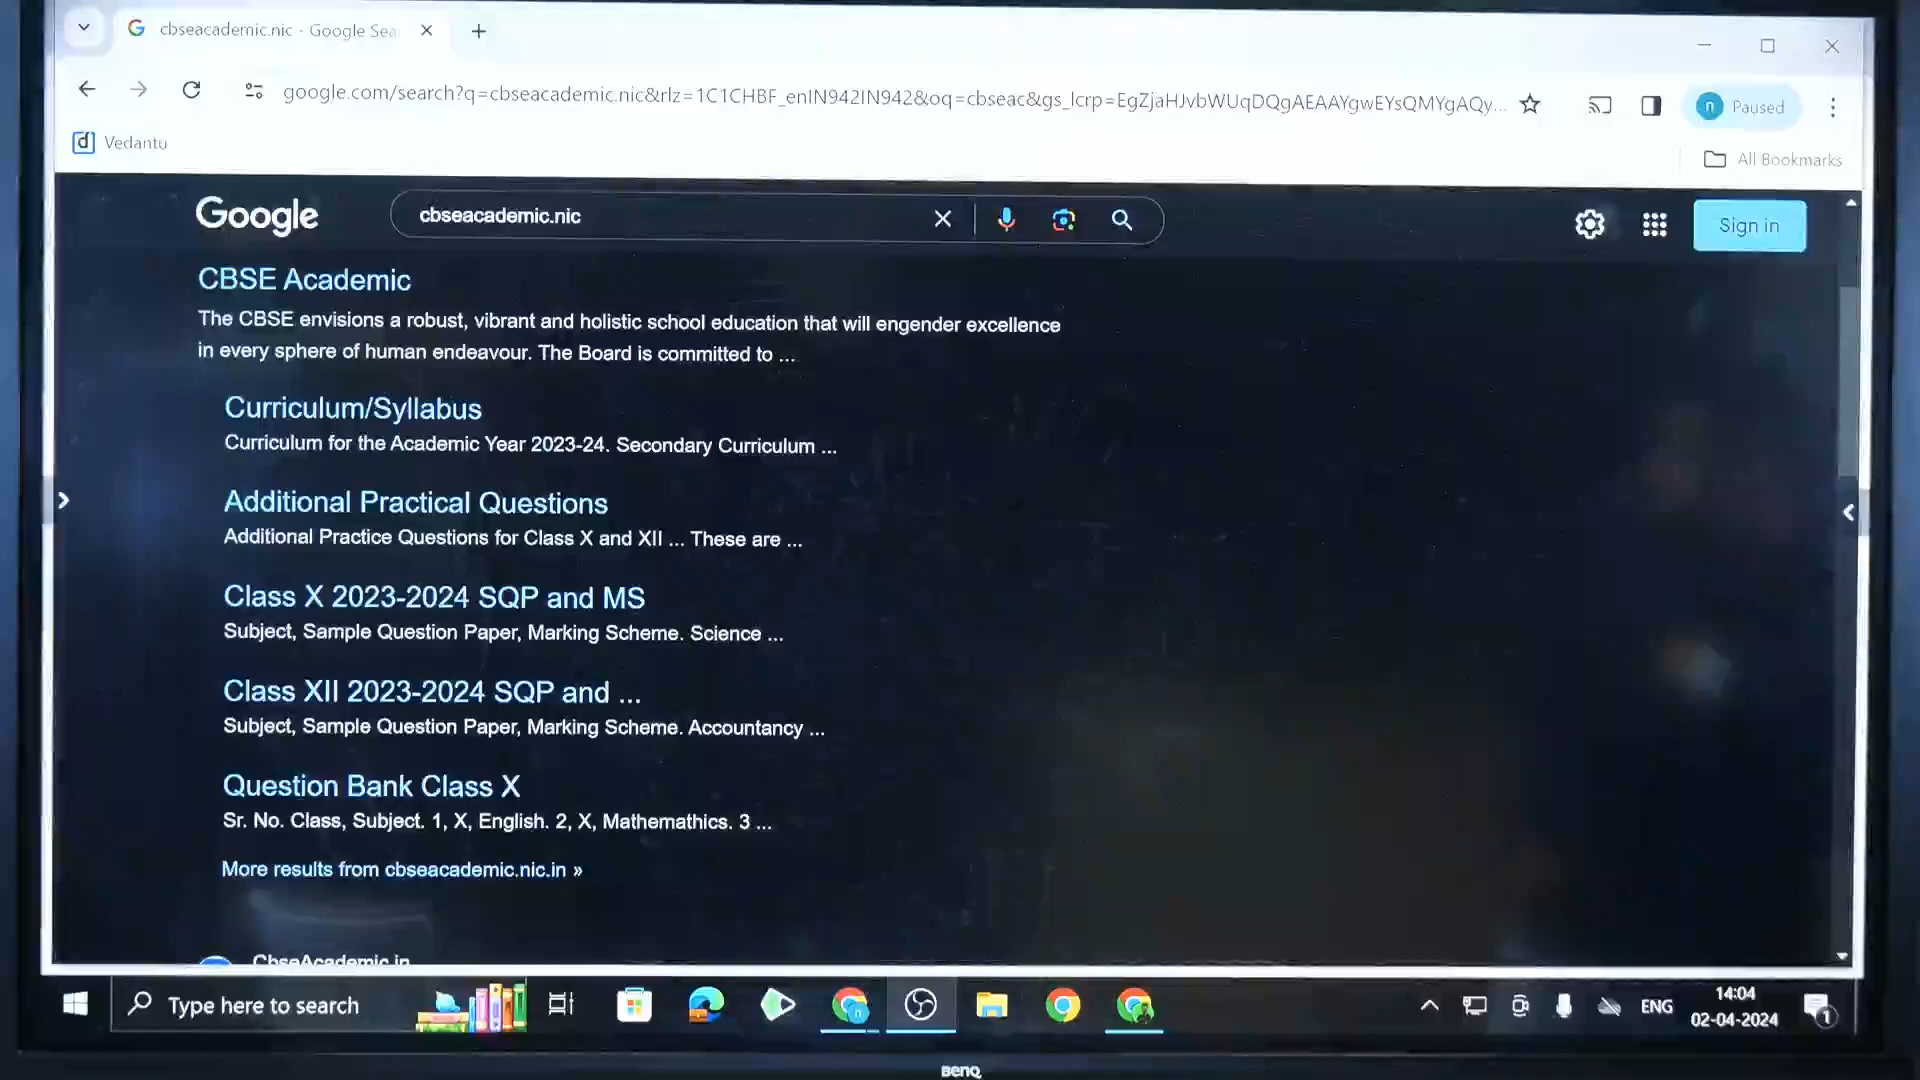 cbseacademic.nic - Google Sea
google.com/search?q=cbseacademic.nic&rlz=1C1CHBF_enIN942IN942&oq=cbseac&gs_lcrp=EgZjaHJvbWUqDQgAEAAYgwEYsQMYgAQy...
n Paused
Vedantu
All Bookmarks
Google
cbseacademic.nic
Sign in
CBSE Academic
The CBSE envisions a robust, vibrant and holistic school education that will engender excellence
in every sphere of human endeavour. The Board is committed to ...
Curriculum/Syllabus
Curriculum for the Academic Year 2023-24. Secondary Curriculum ...
Additional Practical Questions
Additional Practice Questions for Class X and XII ... These are ...
Class X 2023-2024 SQP and MS
Subject, Sample Question Paper, Marking Scheme. Science ...
Class XII 2023-2024 SQP and ...
Subject, Sample Question Paper, Marking Scheme. Accountancy ...
Question Bank Class X
Sr. No. Class, Subject. 1, X, English. 2, X, Mathemathics. 3 ...
More results from cbseacademic.nic.in »
CbseAcademic.in
Type here to search
ENG
14:04
02-04-2024
1
BenQ